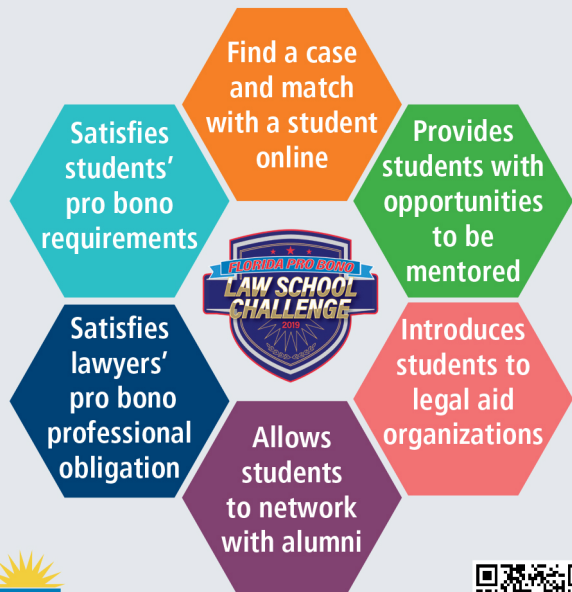 Find a case
and match
with a student
online
Provides
students with
opportunities
to be
mentored
Introduces
students to
legal aid
organizations
Allows
students
to network
with alumni
Satisfies
lawyers'
pro bono
professional
obligation
Satisfies
students'
pro bono
requirements
FLORIDA PRO BONO
LAW SCHOOL
CHALLENGE
2019